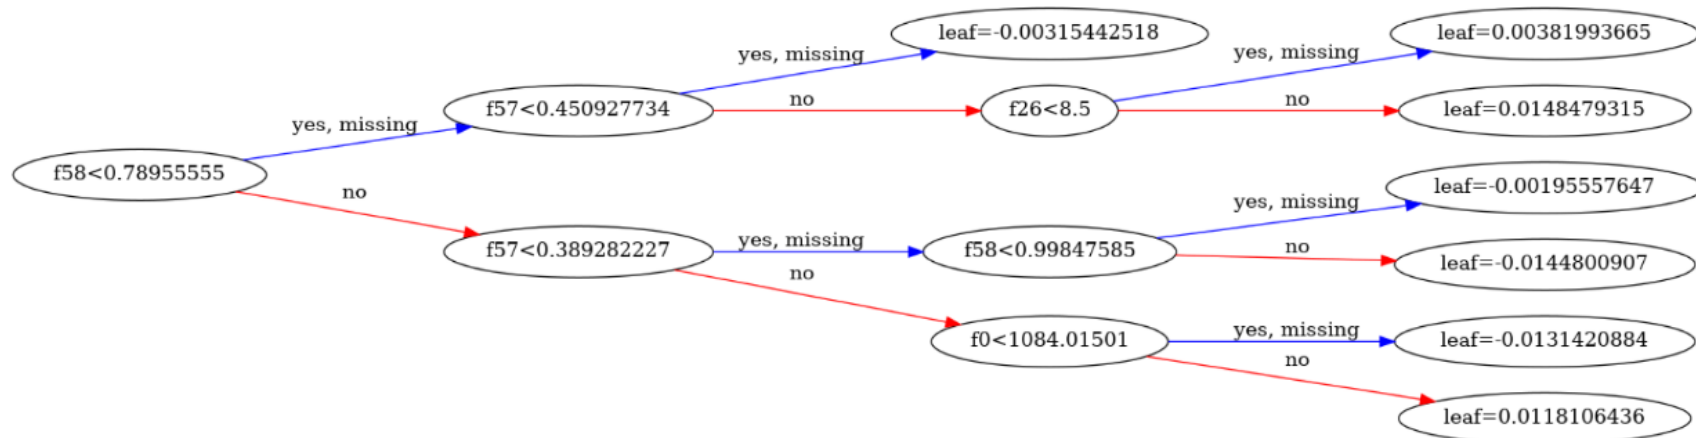 leaf=-0.00315442518
leaf=0.00381993665
yes, missing
yes, missing
f57<0.450927734
no
f26<8.5
no
leaf=0.0148479315
yes, missing
f58<0.78955555
no
leaf=-0.00195557647
yes, missing
f57<0.389282227
yes, missing
f58<0.99847585
no
leaf=-0.0144800907
no
f0<1084.01501
yes, missing
leaf=-0.0131420884
no
leaf=0.0118106436